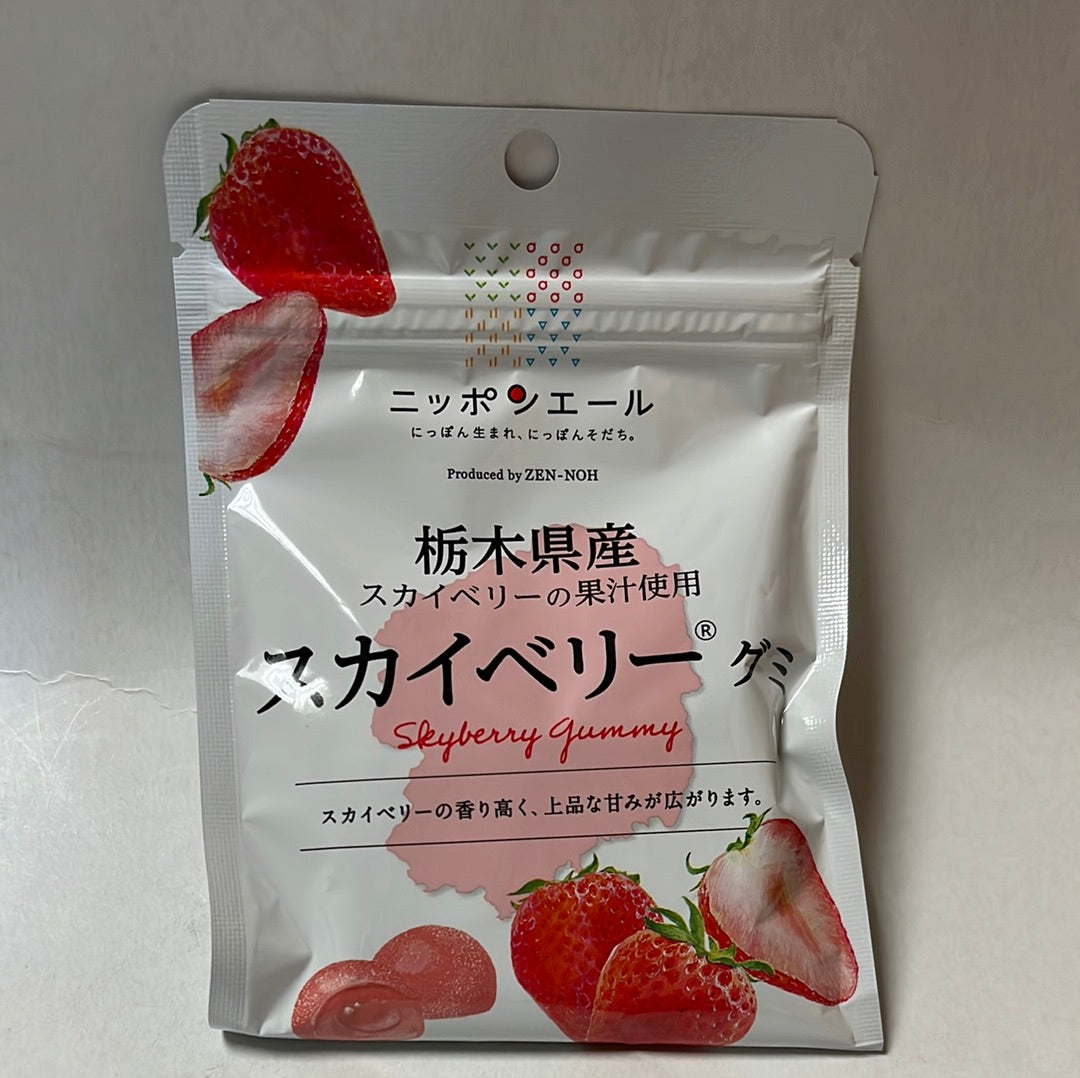 ニッポンエール
にっぽん生まれ、にっぽんそだち。
Produced by ZEN-NOH
栃木県産
スカイベリーの果汁使用
スカイベリー® グミ
Skyberry Gummy
スカイベリーの香り高く、上品な甘みが広がります。